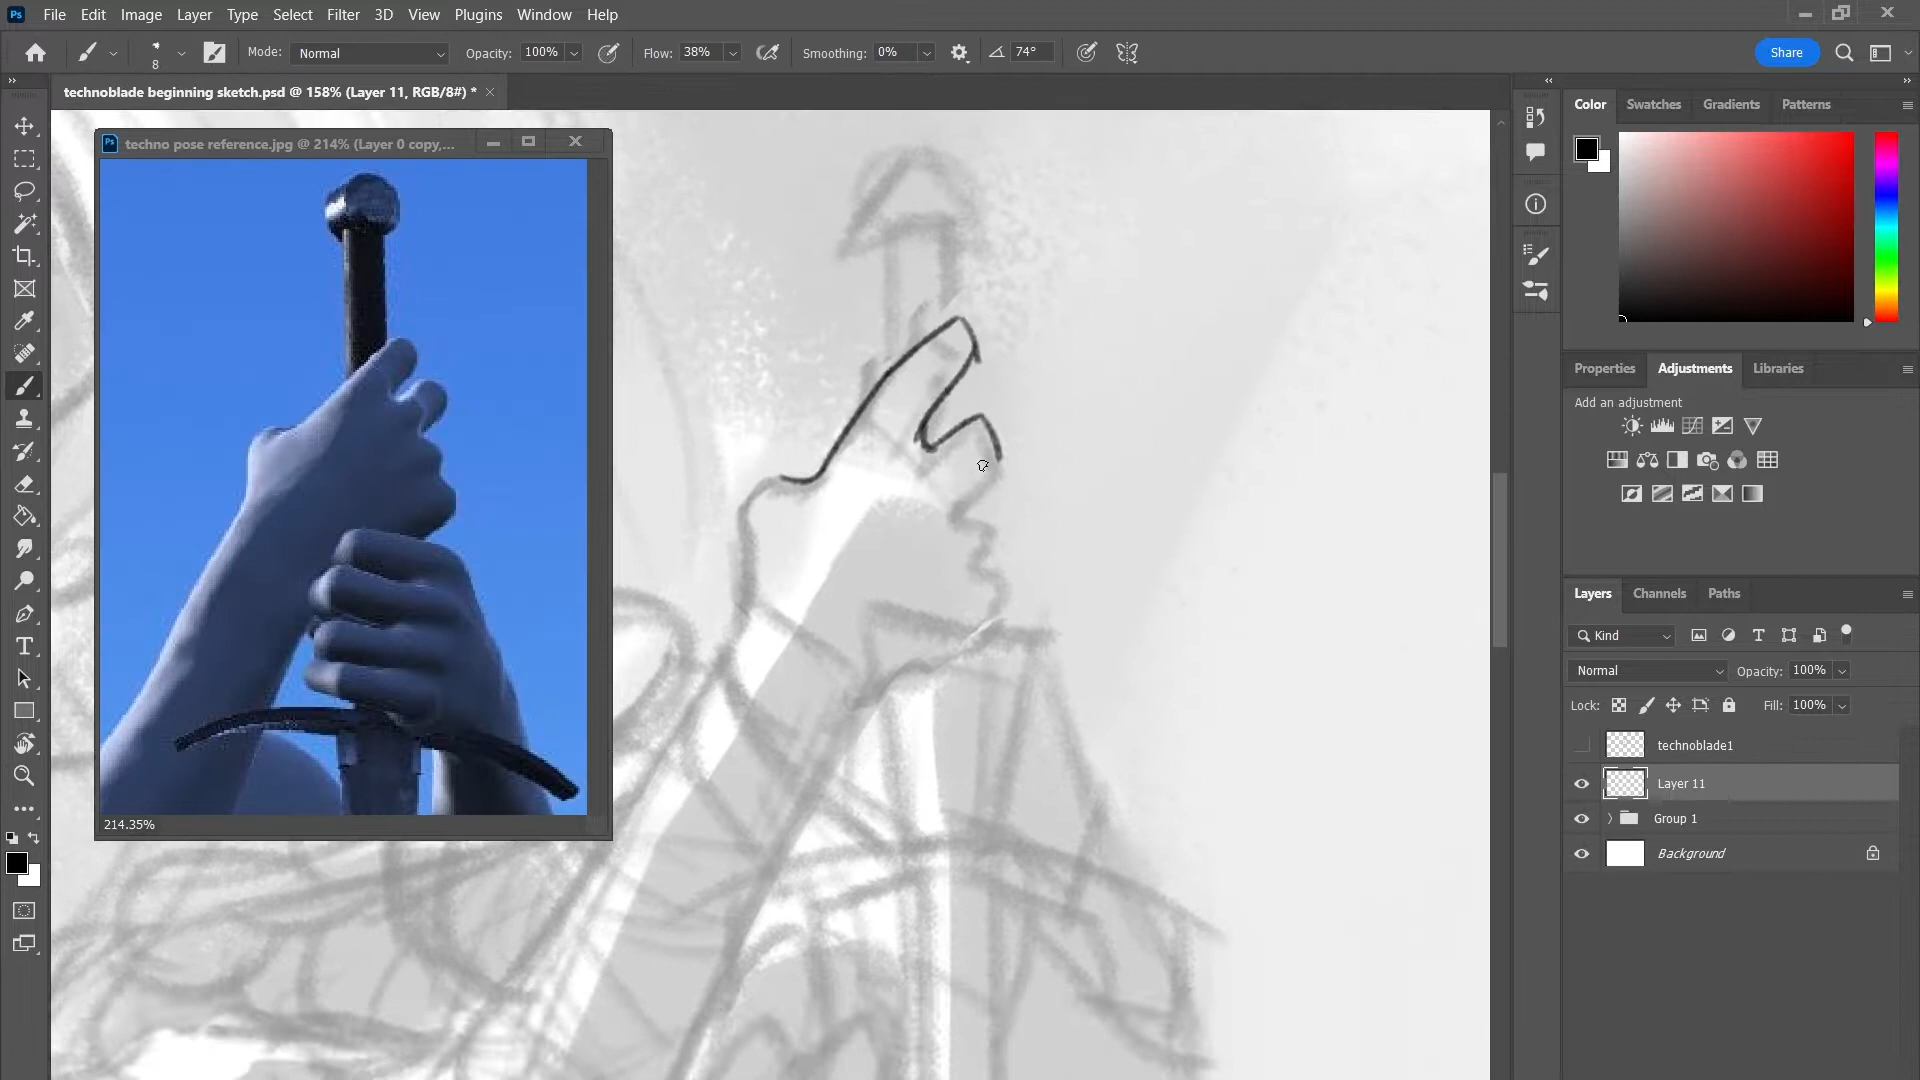 Ps File Edit Image Layer Type Select Filter 3D View Plugins Window Help
8 Mode: Normal Opacity: 100% Flow: 38% Smoothing: 0% 74° Share
technoblade beginning sketch.psd @ 158% (Layer 11, RGB/8#) *
Ps techno pose reference.jpg @ 214% (Layer 0 copy,...
214.35%
Color Swatches Gradients Patterns
Properties Adjustments Libraries
Add an adjustment
Layers Channels Paths
Kind
Normal Opacity: 100%
Lock: Fill: 100%
technoblade1
Layer 11
Group 1
Background